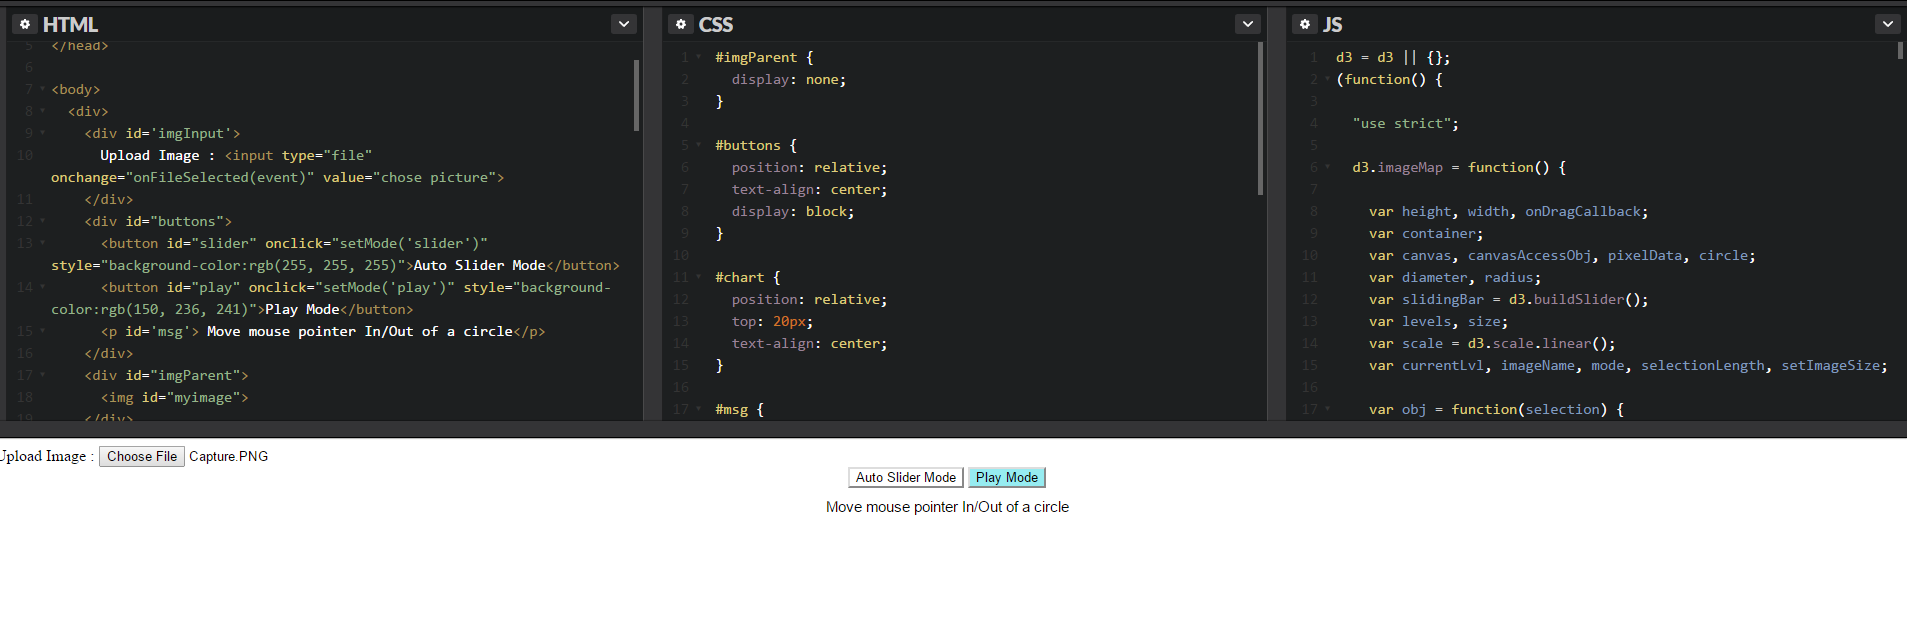 HTML
5 </head>
6
7 <body>
8 <div>
9 <div id='imgInput'>
10 Upload Image : <input type="file"
onchange="onFileSelected(event)" value="chose picture">
11 </div>
12 <div id="buttons">
13 <button id="slider" onclick="setMode('slider')"
style="background-color:rgb(255, 255, 255)">Auto Slider Mode</button>
14 <button id="play" onclick="setMode('play')" style="background-
color:rgb(150, 236, 241)">Play Mode</button>
15 <p id='msg'> Move mouse pointer In/Out of a circle</p>
16 </div>
17 <div id="imgParent">
18 <img id="myimage">
19 </div>
CSS
1 #imgParent {
2 display: none;
3 }
4
5 #buttons {
6 position: relative;
7 text-align: center;
8 display: block;
9 }
10
11 #chart {
12 position: relative;
13 top: 20px;
14 text-align: center;
15 }
16
17 #msg {
JS
1 d3 = d3 || {};
2 (function() {
3
4 "use strict";
5
6 d3.imageMap = function() {
7
8 var height, width, onDragCallback;
9 var container;
10 var canvas, canvasAccessObj, pixelData, circle;
11 var diameter, radius;
12 var slidingBar = d3.buildSlider();
13 var levels, size;
14 var scale = d3.scale.linear();
15 var currentLvl, imageName, mode, selectionLength, setImageSize;
16
17 var obj = function(selection) {
Upload Image : Choose File Capture.PNG
Auto Slider Mode Play Mode
Move mouse pointer In/Out of a circle